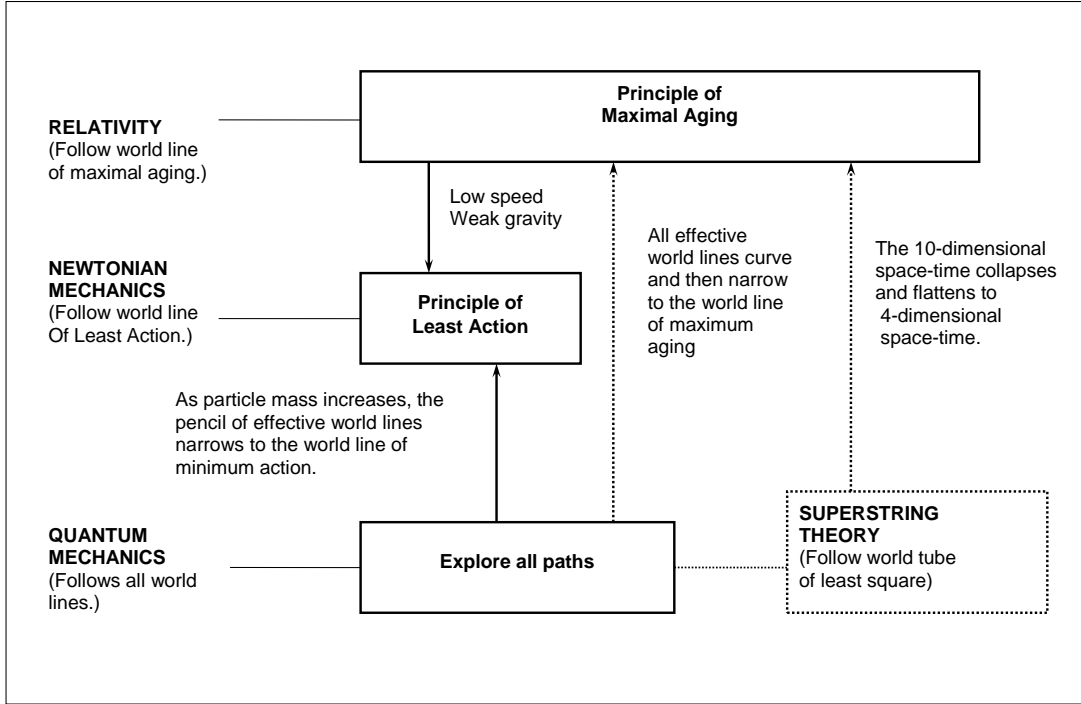 Principle of
Maximal Aging
RELATIVITY
(Follow world line
of maximal aging.)
Low speed
Weak gravity
All effective
world lines curve
and then narrow
to the world line
of maximum
aging
The 10-dimensional
space-time collapses
and flattens to
4-dimensional
space-time.
NEWTONIAN
MECHANICS
(Follow world line
Of Least Action.)
Principle of
Least Action
As particle mass increases, the
pencil of effective world lines
narrows to the world line of
minimum action.
QUANTUM
MECHANICS
(Follows all world
lines.)
Explore all paths
SUPERSTRING
THEORY
(Follow world tube
of least square)